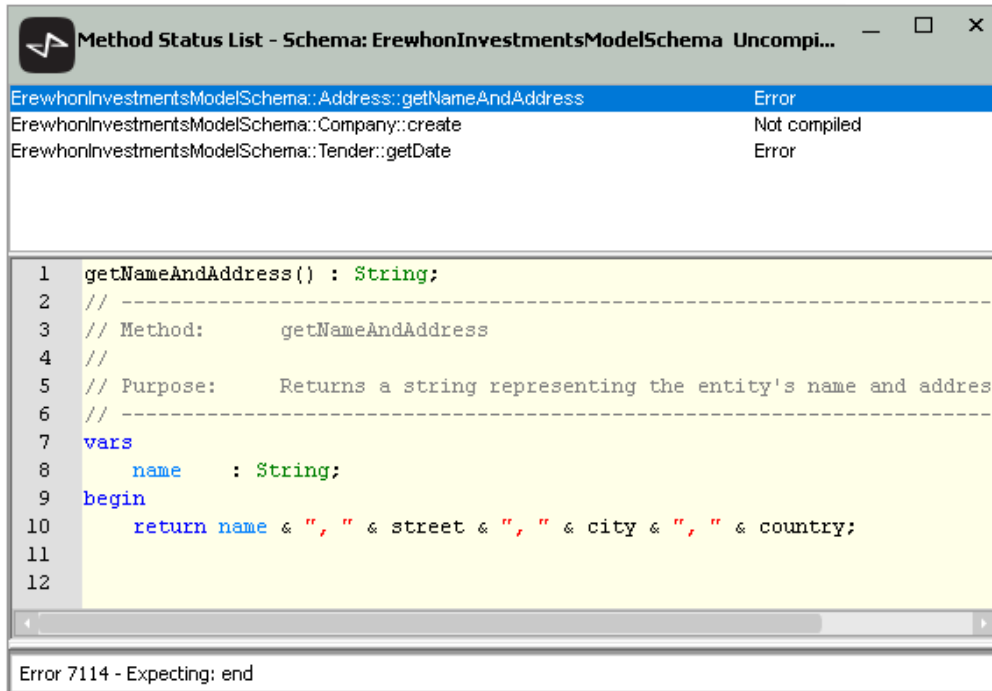 Method Status List - Schema: ErewhonInvestmentsModelSchema Uncompi...
ErewhonInvestmentsModelSchema::Address::getNameAndAddress Error
ErewhonInvestmentsModelSchema::Company::create Not compiled
ErewhonInvestmentsModelSchema::Tender::getDate Error
1 getNameAndAddress() : String;
2 // -----------------------------------------------------------------------
3 // Method: getNameAndAddress
4 //
5 // Purpose: Returns a string representing the entity's name and addres
6 // -----------------------------------------------------------------------
7 vars
8 name : String;
9 begin
10 return name & ", " & street & ", " & city & ", " & country;
11
12
Error 7114 - Expecting: end